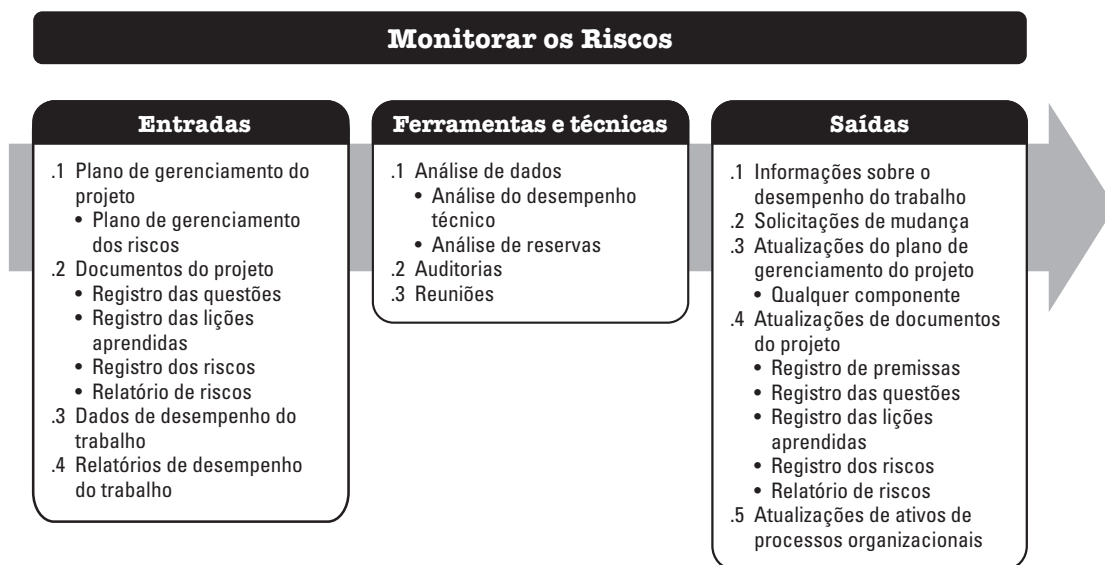 Monitorar os Riscos
Entradas
.1 Plano de gerenciamento do
projeto
• Plano de gerenciamento
dos riscos
.2 Documentos do projeto
• Registro das questões
• Registro das lições
aprendidas
• Registro dos riscos
• Relatório de riscos
.3 Dados de desempenho do
trabalho
.4 Relatórios de desempenho
do trabalho
Ferramentas e técnicas
.1 Análise de dados
• Análise do desempenho
técnico
• Análise de reservas
.2 Auditorias
.3 Reuniões
Saídas
.1 Informações sobre o
desempenho do trabalho
.2 Solicitações de mudança
.3 Atualizações do plano de
gerenciamento do projeto
• Qualquer componente
.4 Atualizações de documentos
do projeto
• Registro de premissas
• Registro das questões
• Registro das lições
aprendidas
• Registro dos riscos
• Relatório de riscos
.5 Atualizações de ativos de
processos organizacionais